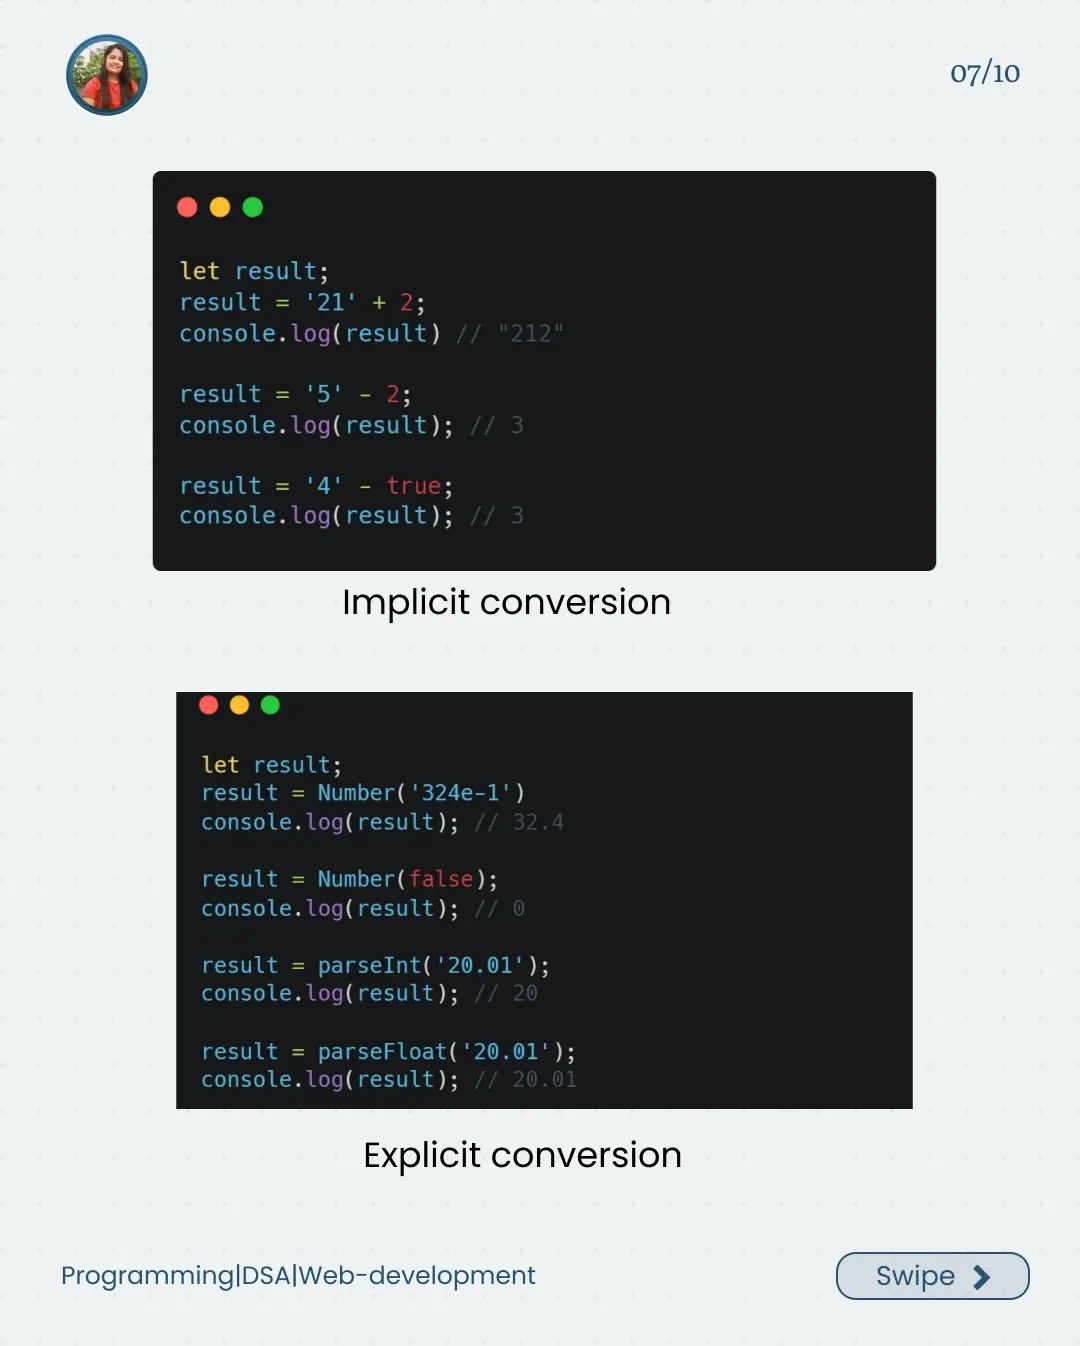 07/10
let result;
result = '21' + 2;
console.log(result) // "212"
result = '5' - 2;
console.log(result); // 3
result = '4' - true;
console.log(result); // 3
Implicit conversion
let result;
result = Number('324e-1')
console.log(result); // 32.4
result = Number(false);
console.log(result); // 0
result = parseInt('20.01');
console.log(result); // 20
result = parseFloat('20.01');
console.log(result); // 20.01
Explicit conversion
Programming|DSA|Web-development
Swipe